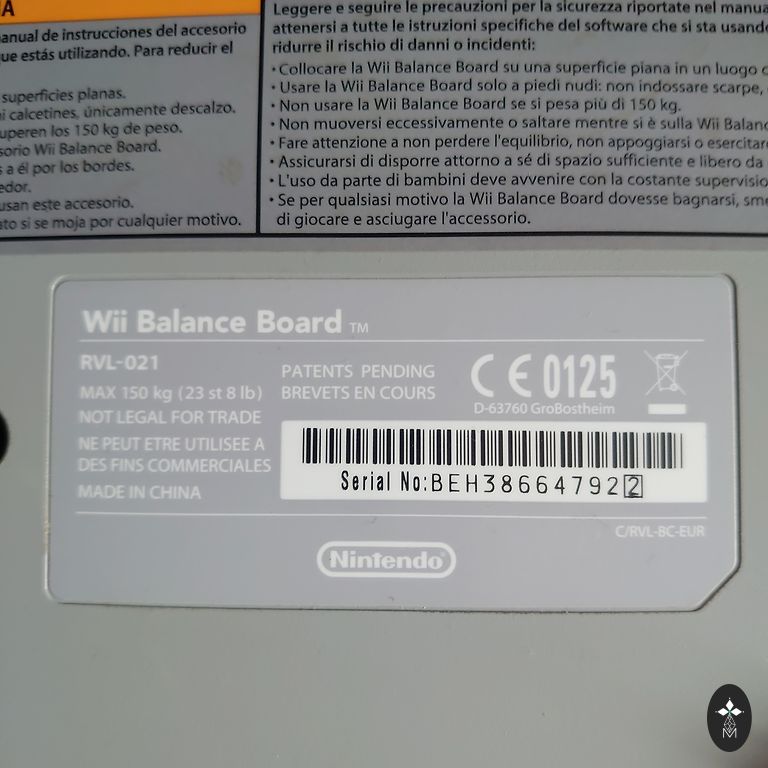 A
anual de instrucciones del accesorio
ue estás utilizando. Para reducir el
superficies planas.
ni calcetines, únicamente descalzo.
uperen los 150 kg de peso.
sorio Wii Balance Board.
s a él por los bordes.
edor.
usan este accesorio.
ato si se moja por cualquier motivo.
Leggere e seguire le precauzioni per la sicurezza riportate nel manua
attenersi a tutte le istruzioni specifiche del software che si sta usando
ridurre il rischio di danni o incidenti:
• Collocare la Wii Balance Board su una superficie piana in un luogo
• Usare la Wii Balance Board solo a piedi nudi: non indossare scarpe,
• Non usare la Wii Balance Board se si pesa più di 150 kg.
• Non muoversi eccessivamente o saltare mentre si è sulla Wii Balanc
• Fare attenzione a non perdere l'equilibrio, non appoggiarsi o esercitare
• Assicurarsi di disporre attorno a sé di spazio sufficiente e libero da
• L'uso da parte di bambini deve avvenire con la costante supervisio
• Se per qualsiasi motivo la Wii Balance Board dovesse bagnarsi, sme
di giocare e asciugare l'accessorio.
Wii Balance Board TM
RVL-021
MAX 150 kg (23 st 8 lb)
NOT LEGAL FOR TRADE
NE PEUT ETRE UTILISEE A
DES FINS COMMERCIALES
MADE IN CHINA
PATENTS PENDING
BREVETS EN COURS
CE 0125
D-63760 GroBostheim
Serial No:BEH386647922
C/RVL-BC-EUR
Nintendo
M